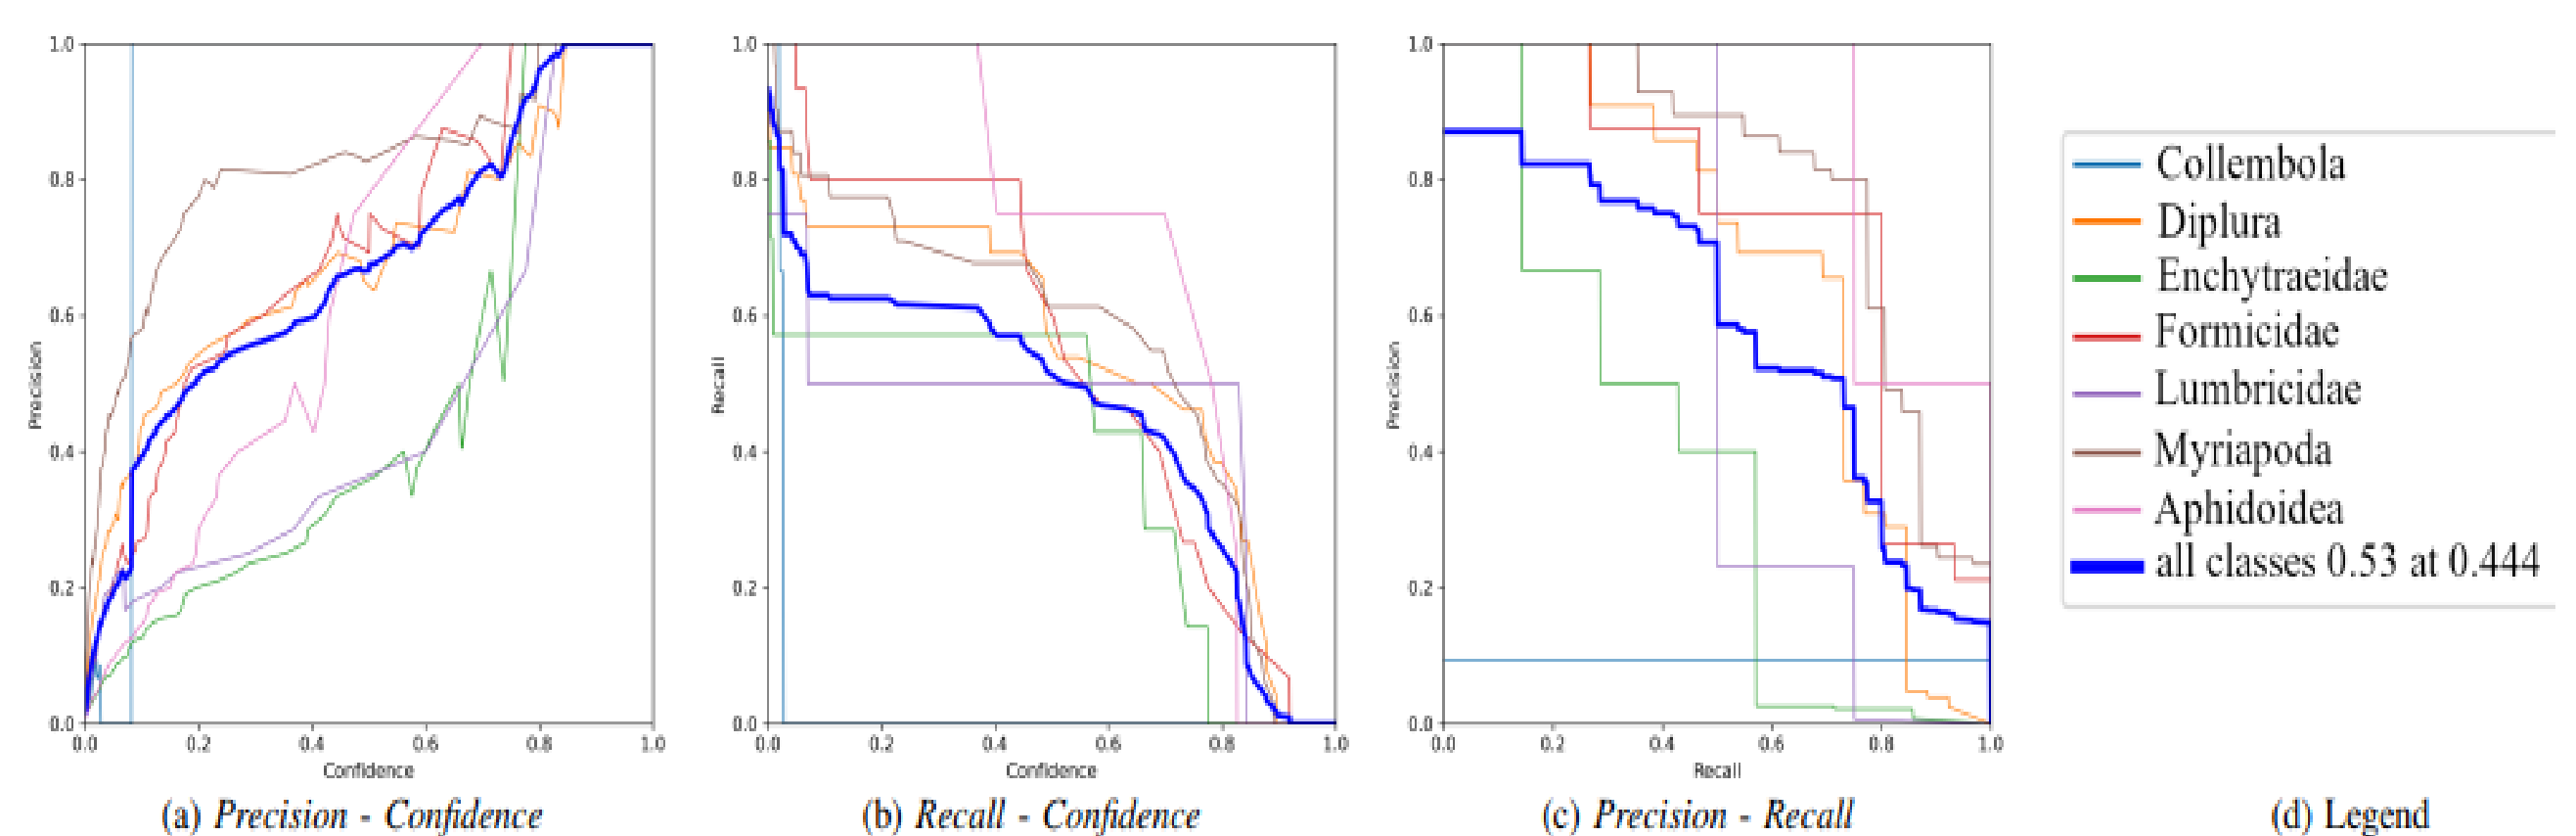 1.0
0.8
0.6
0.4
0.2
0.0
Precision
0.0 0.2 0.4 0.6 0.8 1.0
Confidence
(a) Precision - Confidence
1.0
0.8
0.6
0.4
0.2
0.0
Recall
0.0 0.2 0.4 0.6 0.8 1.0
Confidence
(b) Recall - Confidence
1.0
0.8
0.6
0.4
0.2
0.0
Precision
0.0 0.2 0.4 0.6 0.8 1.0
Recall
(c) Precision - Recall
Collembola
Diplura
Enchytraeidae
Formicidae
Lumbricidae
Myriapoda
Aphidoidea
all classes 0.53 at 0.444
(d) Legend